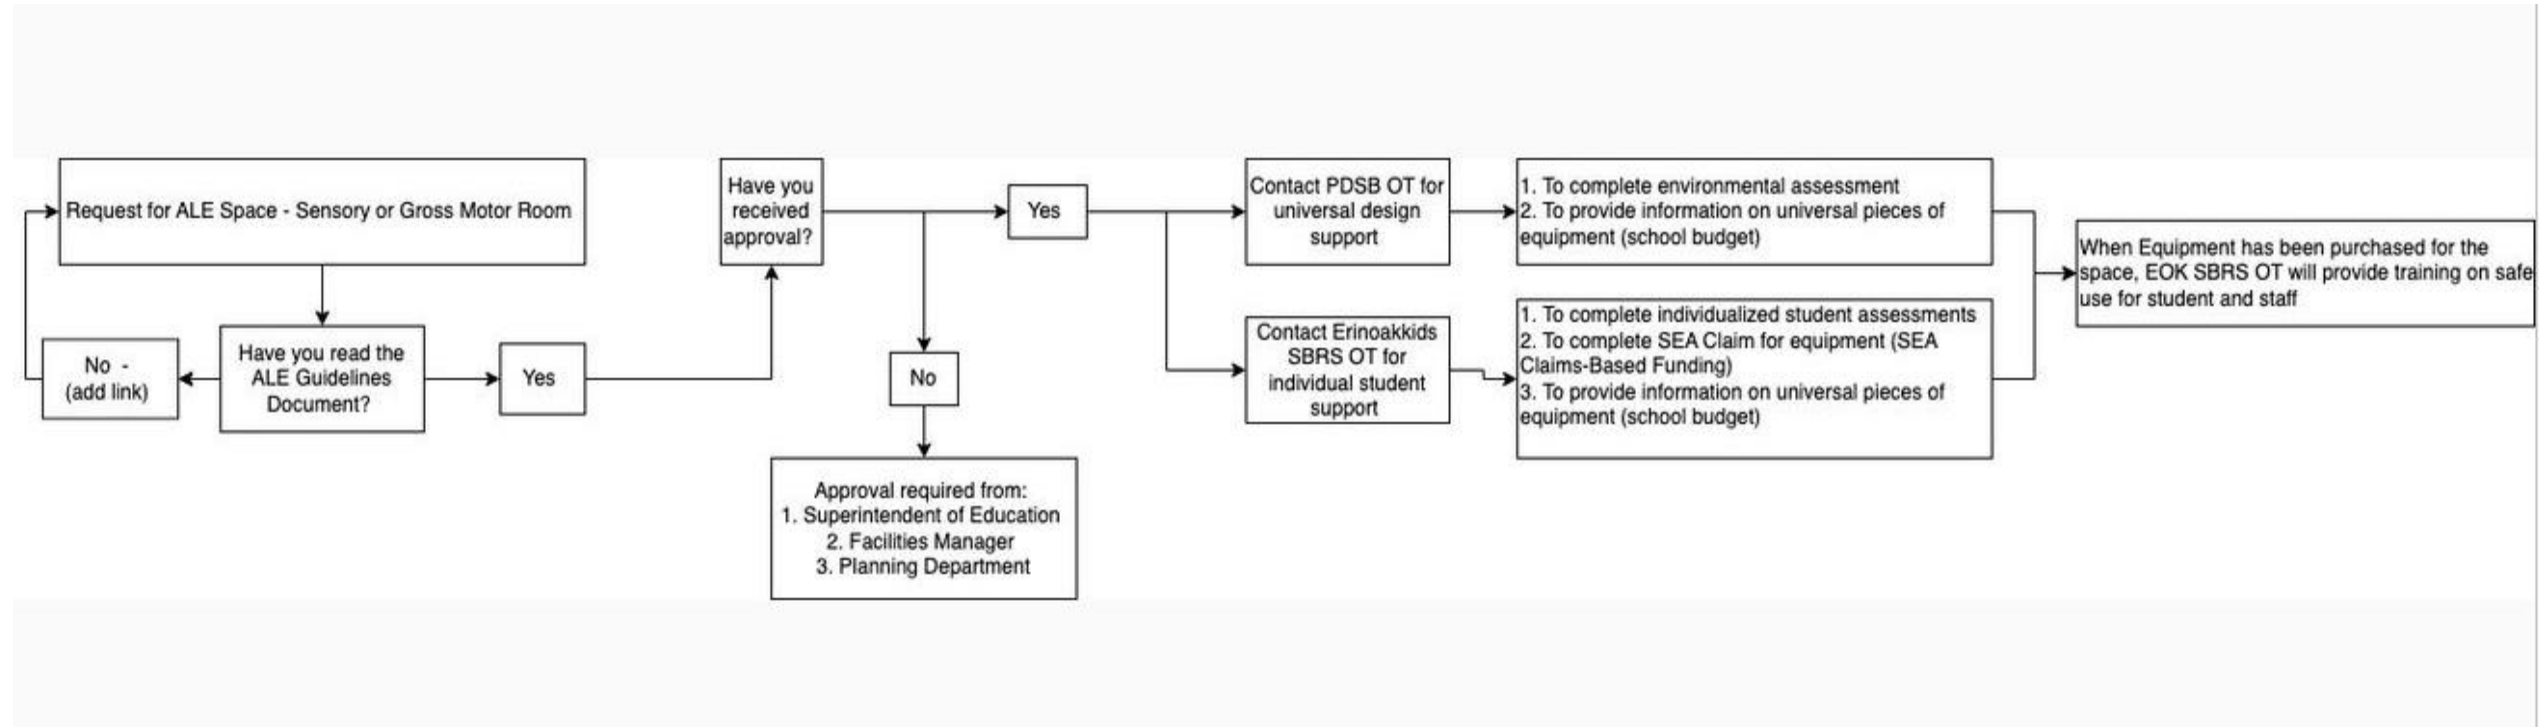 Request for ALE Space - Sensory or Gross Motor Room
No -
(add link)
Have you read the
ALE Guidelines
Document?
Yes
Have you
received
approval?
Yes
No
Approval required from:
1. Superintendent of Education
2. Facilities Manager
3. Planning Department
Contact PDSB OT for
universal design
support
1. To complete environmental assessment
2. To provide information on universal pieces of
equipment (school budget)
Contact Erinoakkids
SBRS OT for
individual student
support
1. To complete individualized student assessments
2. To complete SEA Claim for equipment (SEA
Claims-Based Funding)
3. To provide information on universal pieces of
equipment (school budget)
When Equipment has been purchased for the
space, EOK SBRS OT will provide training on safe
use for student and staff